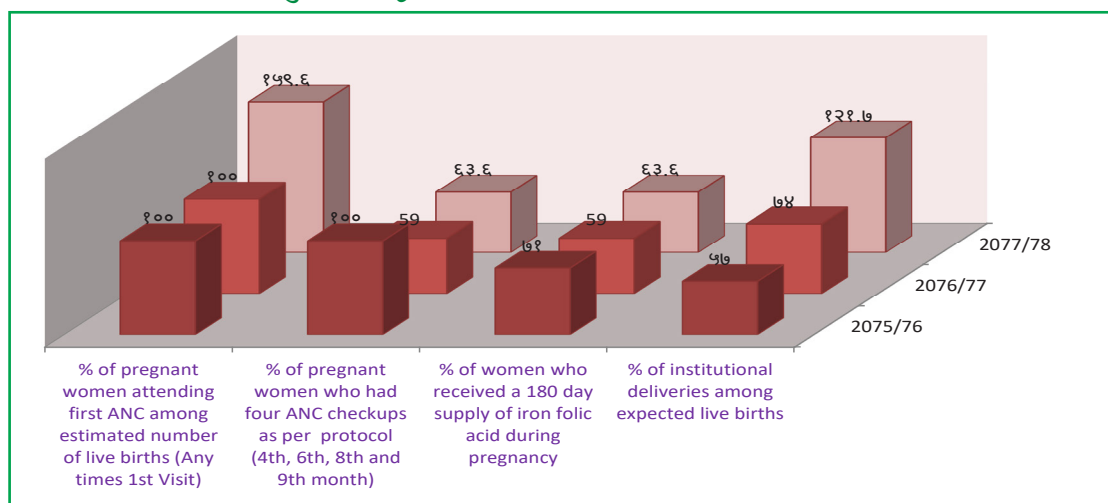 १५९.६
१२१.७
६३.६
६३.६
१००
७४
59
59
१००
१००
७१
५७
2077/78
2076/77
2075/76
% of pregnant
women attending
first ANC among
estimated number
of live births (Any
times 1st Visit)
% of pregnant
women who had
four ANC checkups
as per protocol
(4th, 6th, 8th and
9th month)
% of women who
received a 180 day
supply of iron folic
acid during
pregnancy
% of institutional
deliveries among
expected live births